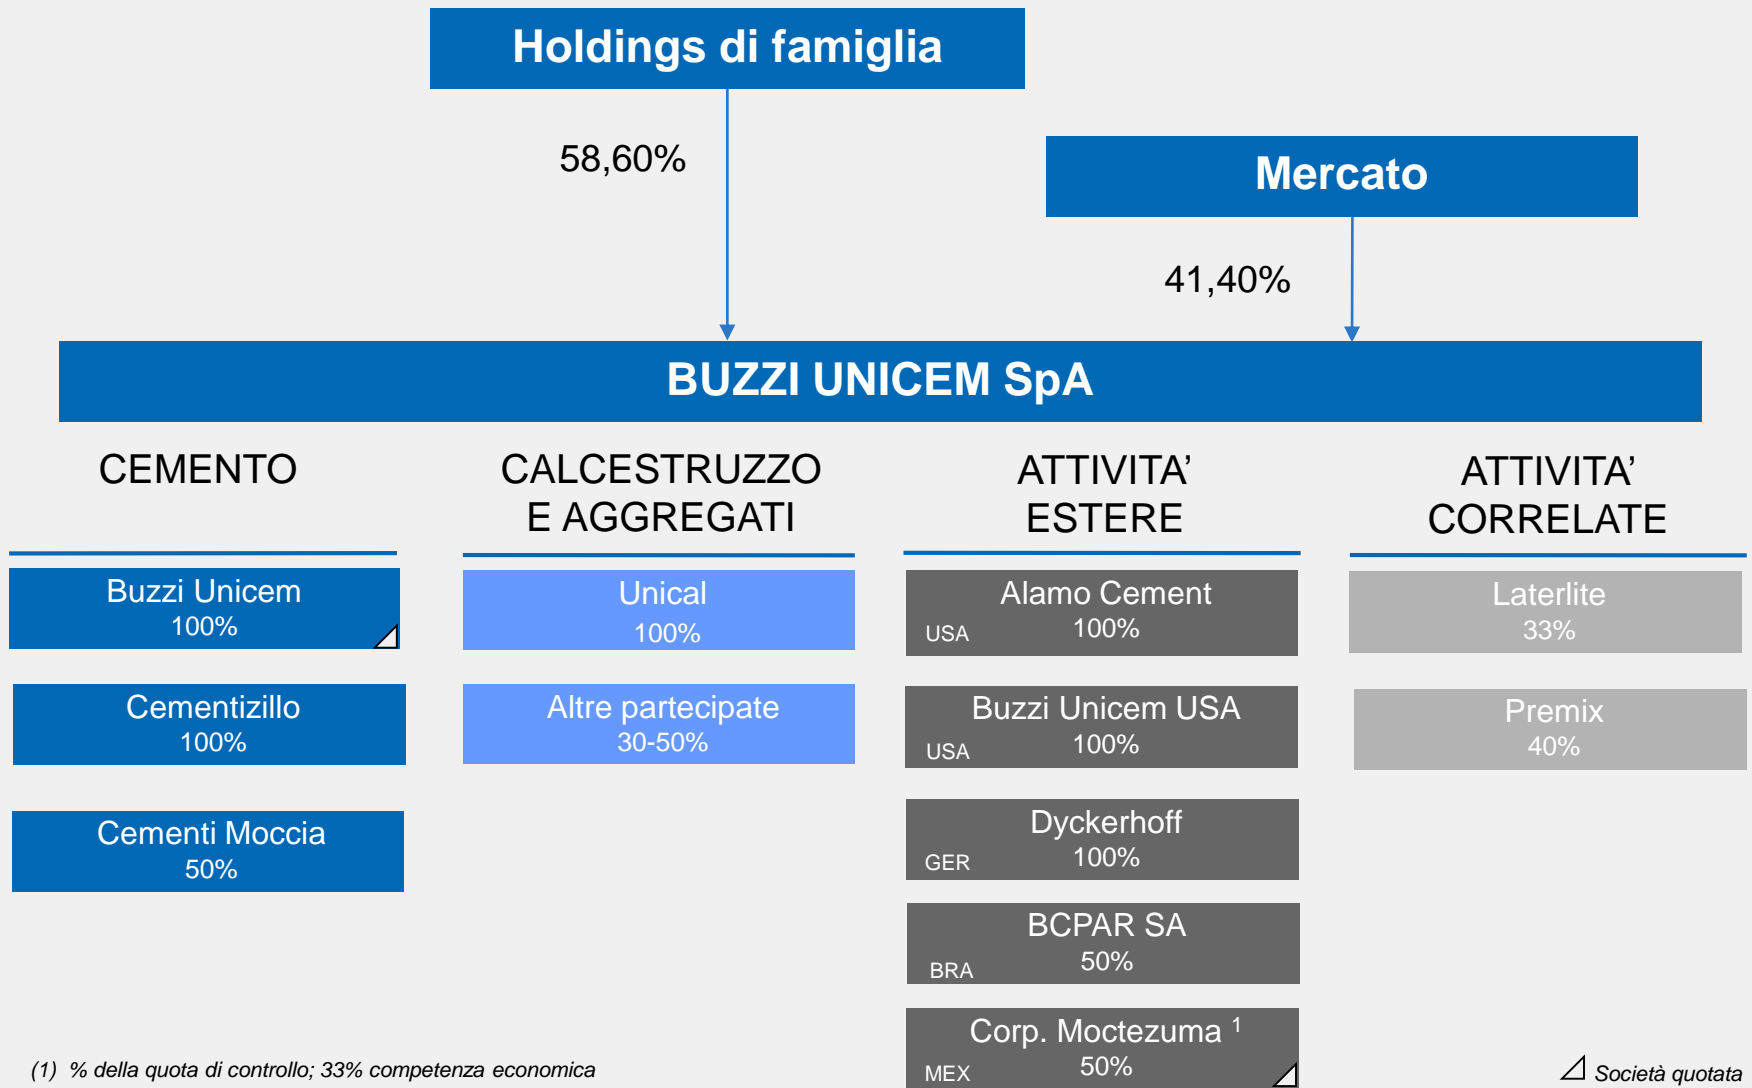 Holdings di famiglia
58,60%
Mercato
41,40%
BUZZI UNICEM SpA
CEMENTO
Buzzi Unicem
100%
Cementizillo
100%
Cementi Moccia
50%
CALCESTRUZZO
E AGGREGATI
Unical
100%
Altre partecipate
30-50%
ATTIVITA’
ESTERE
Alamo Cement
USA 100%
Buzzi Unicem USA
USA 100%
Dyckerhoff
GER 100%
BCPAR SA
BRA 50%
Corp. Moctezuma ¹
MEX 50%
ATTIVITA’
CORRELATE
Laterlite
33%
Premix
40%
(1) % della quota di controllo; 33% competenza economica
Società quotata